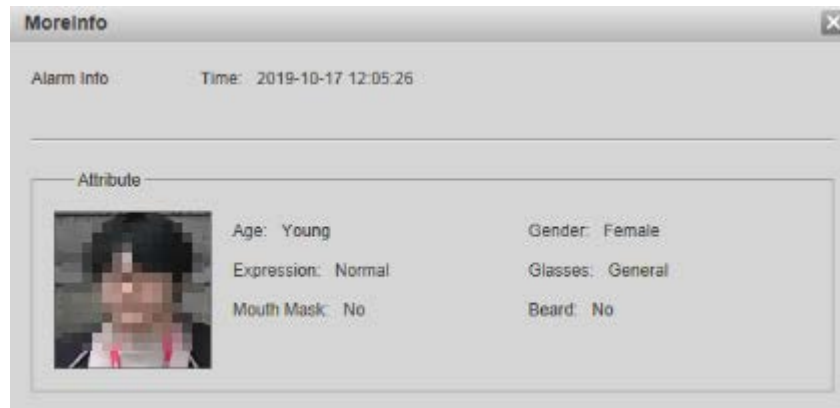 MoreInfo
Alarm Info Time: 2019-10-17 12:05:26
Attribute
Age: Young Gender: Female
Expression: Normal Glasses: General
Mouth Mask: No Beard: No